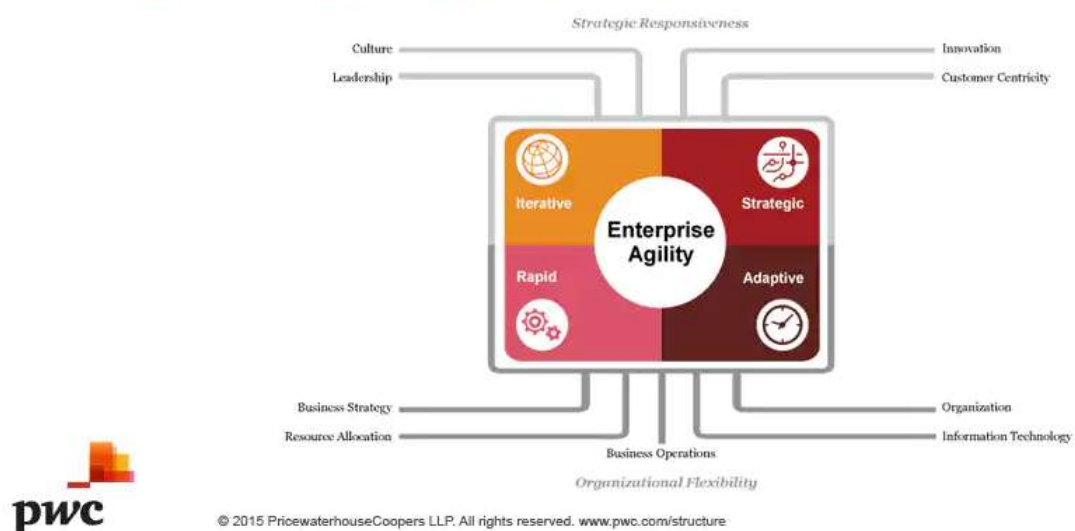 Strategic Responsiveness
Culture
Innovation
Leadership
Customer Centricity
Iterative
Strategic
Enterprise
Agility
Rapid
Adaptive
Business Strategy
Organization
Resource Allocation
Information Technology
Business Operations
Organizational Flexibility
pwc
© 2015 PricewaterhouseCoopers LLP. All rights reserved. www.pwc.com/structure